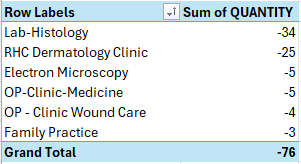 Row Labels Sum of QUANTITY
Lab-Histology -34
RHC Dermatology Clinic -25
Electron Microscopy -5
OP-Clinic-Medicine -5
OP - Clinic Wound Care -4
Family Practice -3
Grand Total -76